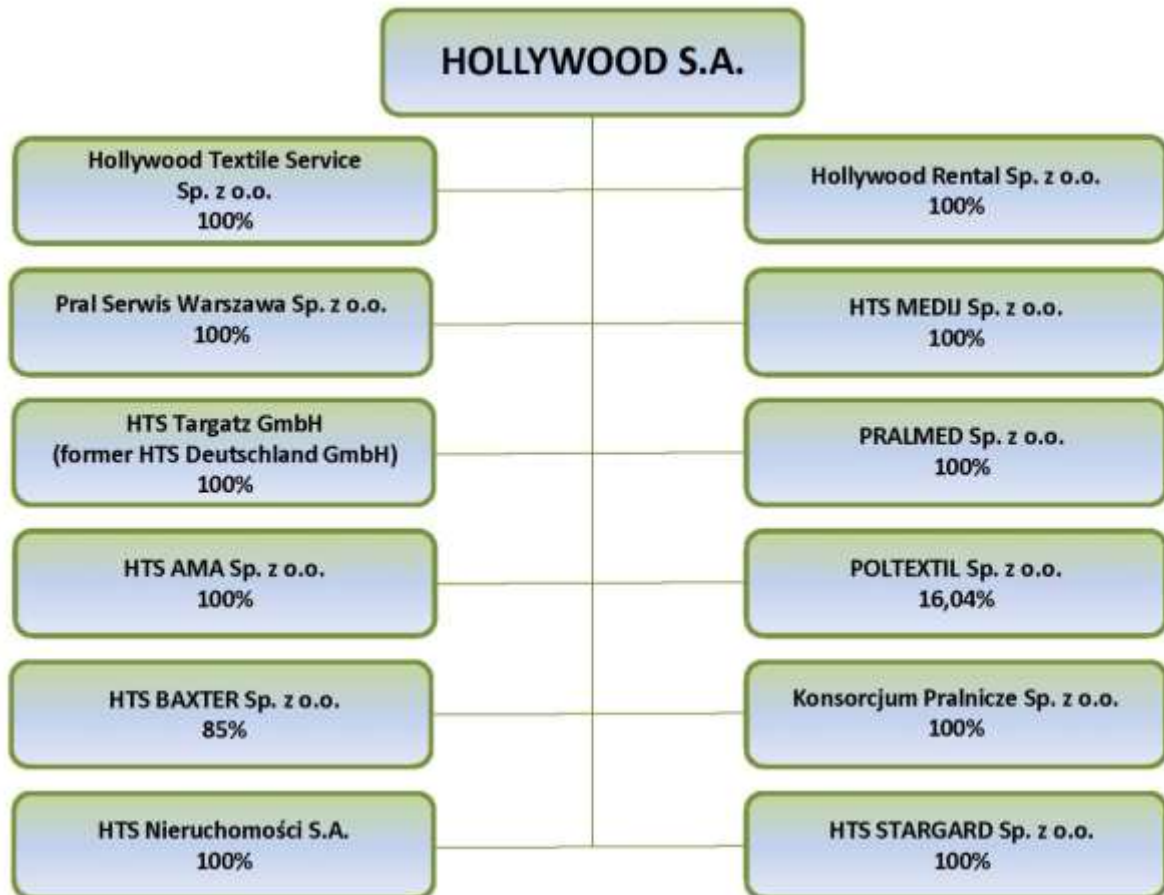 HOLLYWOOD S.A.
Hollywood Textile Service
Sp. z o.o.
100%
Hollywood Rental Sp. z o.o.
100%
Pral Serwis Warszawa Sp. z o.o.
100%
HTS MEDIJ Sp. z o.o.
100%
HTS Targatz GmbH
(former HTS Deutschland GmbH)
100%
PRALMED Sp. z o.o.
100%
HTS AMA Sp. z o.o.
100%
POLTEXTIL Sp. z o.o.
16,04%
HTS BAXTER Sp. z o.o.
85%
Konsorcjum Pralnicze Sp. z o.o.
100%
HTS Nieruchomości S.A.
100%
HTS STARGARD Sp. z o.o.
100%